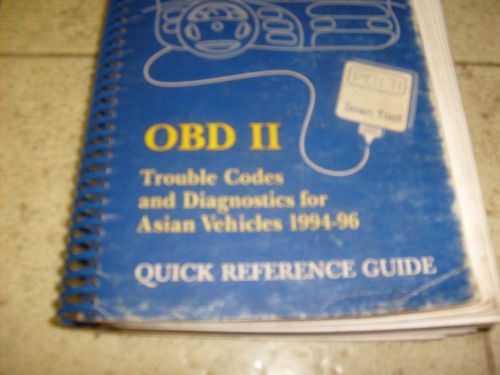 Scan Tool
OBD II
Trouble Codes
and Diagnostics for
Asian Vehicles 1994-96
QUICK REFERENCE GUIDE